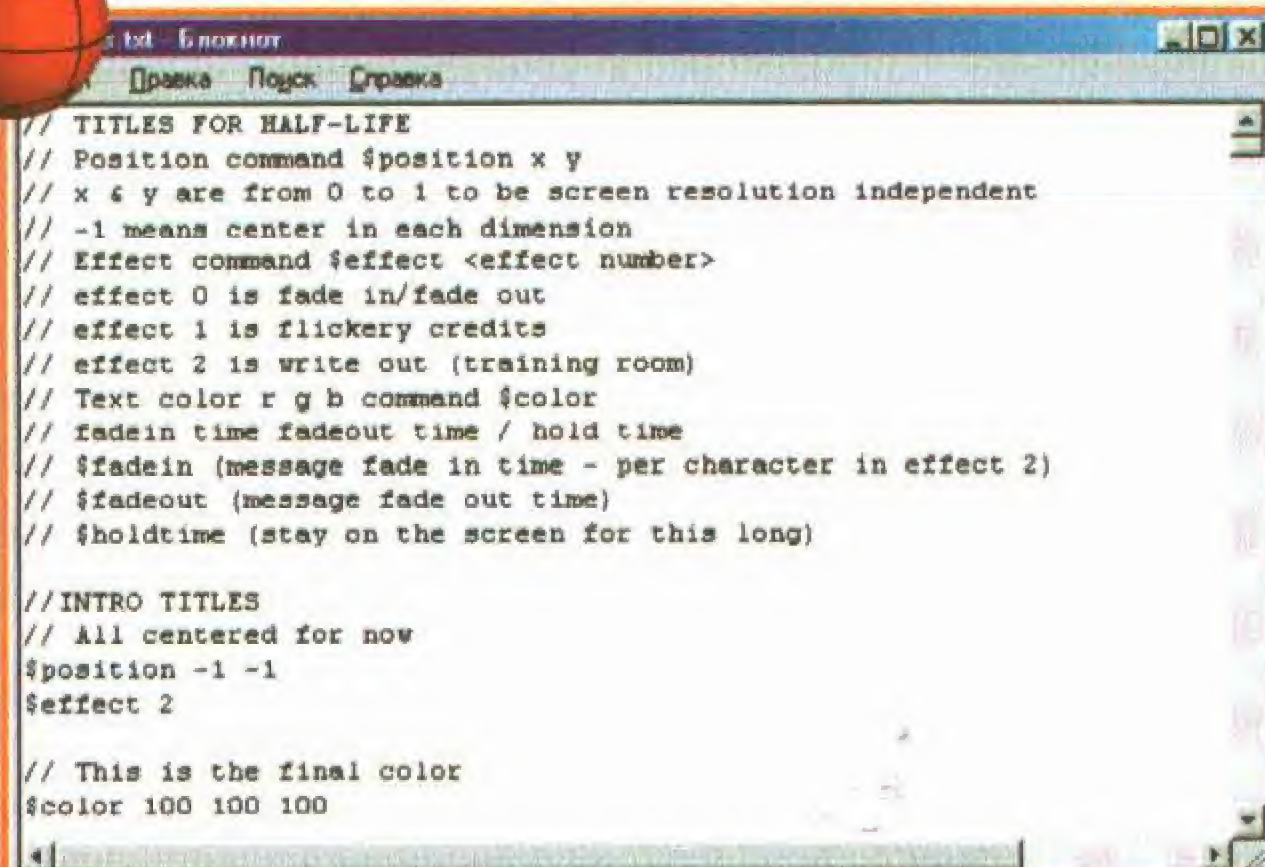 txt - Блокнот
Правка Поиск Справка
// TITLES FOR HALF-LIFE
// Position command $position x y
// x & y are from 0 to 1 to be screen resolution independent
// -1 means center in each dimension
// Effect command $effect <effect number>
// effect 0 is fade in/fade out
// effect 1 is flickery credits
// effect 2 is write out (training room)
// Text color r g b command $color
// fadein time fadeout time / hold time
// $fadein (message fade in time - per character in effect 2)
// $fadeout (message fade out time)
// $holdtime (stay on the screen for this long)
//INTRO TITLES
// All centered for now
$position -1 -1
$effect 2
// This is the final color
$color 100 100 100